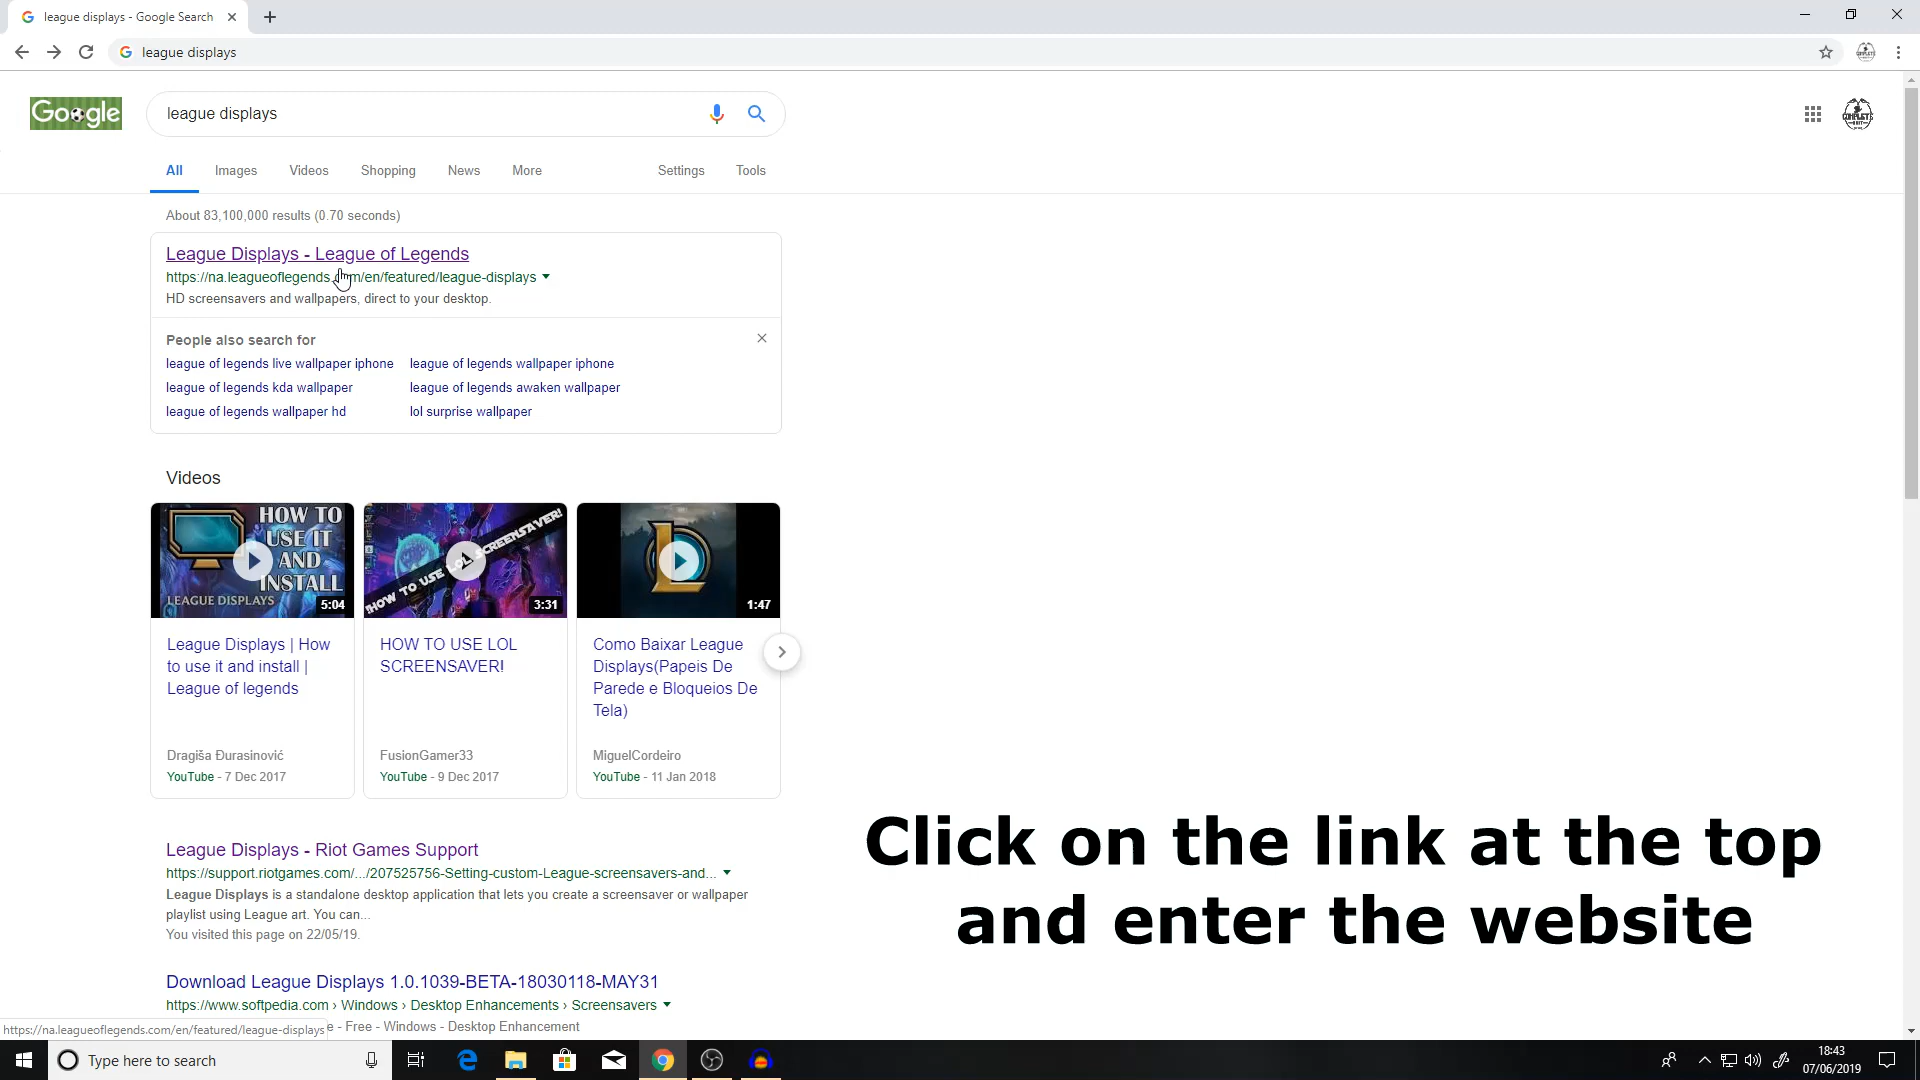 league displays - Google Search
league displays
Google
league displays
All Images Videos Shopping News More Settings Tools
About 83,100,000 results (0.70 seconds)
League Displays - League of Legends
https://na.leagueoflegends.com/en/featured/league-displays
HD screensavers and wallpapers, direct to your desktop.
People also search for
league of legends live wallpaper iphone league of legends wallpaper iphone
league of legends kda wallpaper league of legends awaken wallpaper
league of legends wallpaper hd lol surprise wallpaper
Videos
HOW TO
USE IT
AND
INSTALL
LEAGUE DISPLAYS
5:04
HOW TO USE LOL SCREENSAVER!
3:31
1:47
League Displays | How
to use it and install |
League of legends
Dragiša Đurasinović
YouTube - 7 Dec 2017
HOW TO USE LOL
SCREENSAVER!
FusionGamer33
YouTube - 9 Dec 2017
Como Baixar League
Displays(Papeis De
Parede e Bloqueios De
Tela)
MiguelCordeiro
YouTube - 11 Jan 2018
League Displays - Riot Games Support
https://support.riotgames.com/.../207525756-Setting-custom-League-screensavers-and...
League Displays is a standalone desktop application that lets you create a screensaver or wallpaper
playlist using League art. You can...
You visited this page on 22/05/19.
Download League Displays 1.0.1039-BETA-18030118-MAY31
https://www.softpedia.com › Windows › Desktop Enhancements › Screensavers
e - Free - Windows - Desktop Enhancement
https://na.leagueoflegends.com/en/featured/league-displays
Click on the link at the top
and enter the website
Type here to search
18:43
07/06/2019